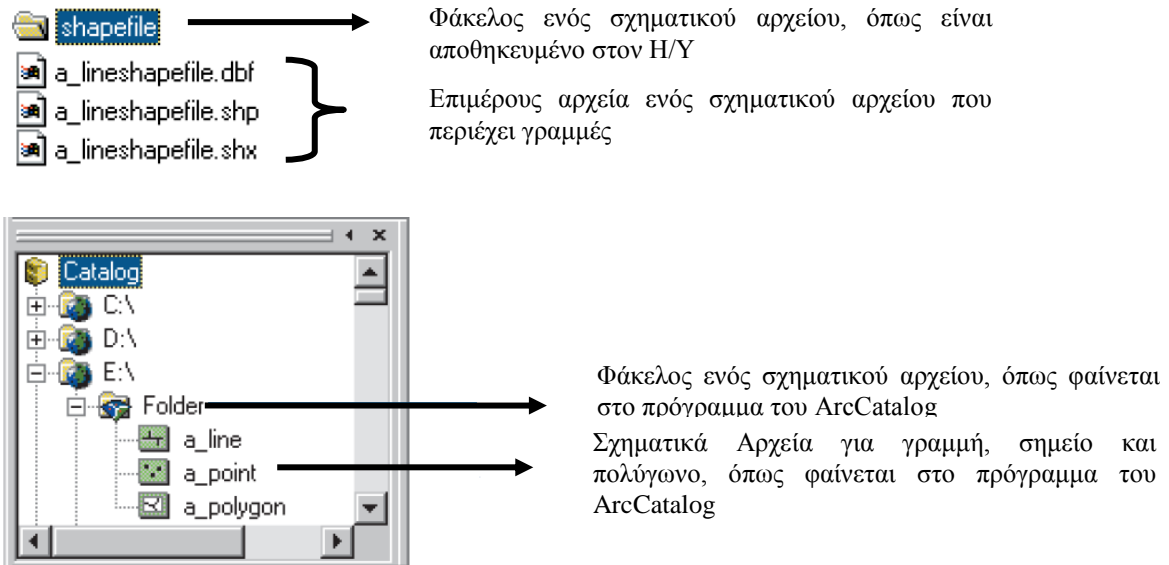 shapefile
Φάκελος ενός σχηματικού αρχείου, όπως είναι
αποθηκευμένο στον Η/Υ
a_lineshapefile.dbf
a_lineshapefile.shp
a_lineshapefile.shx
Επιμέρους αρχεία ενός σχηματικού αρχείου που
περιέχει γραμμές
Catalog
C:\
D:\
E:\
Folder
a_line
a_point
a_polygon
Φάκελος ενός σχηματικού αρχείου, όπως φαίνεται
στο πρόγραμμα του ArcCatalog
Σχηματικά Αρχεία για γραμμή, σημείο και
πολύγωνο, όπως φαίνεται στο πρόγραμμα του
ArcCatalog